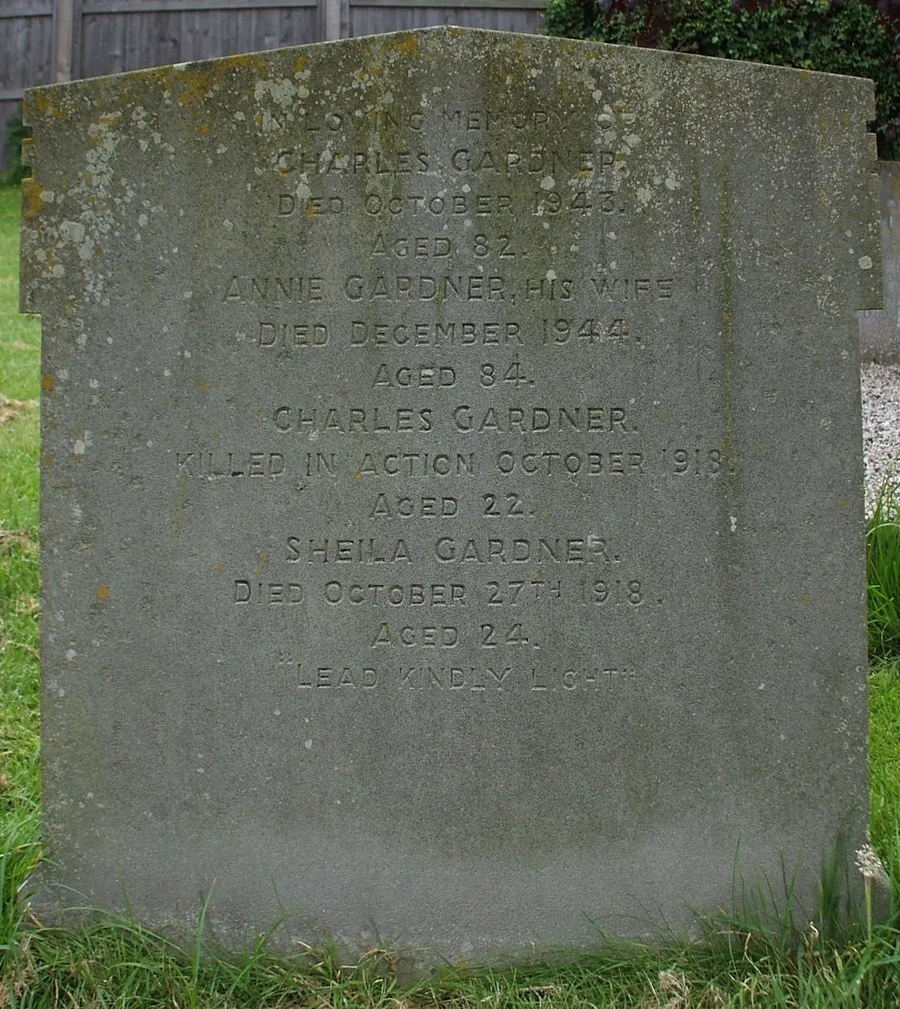 IN LOVING MEMORY OF
CHARLES GARDNER.
DIED OCTOBER 1943.
AGED 82.
ANNIE GARDNER, HIS WIFE
DIED DECEMBER 1944.
AGED 84.
CHARLES GARDNER.
KILLED IN ACTION OCTOBER 1918.
AGED 22.
SHEILA GARDNER.
DIED OCTOBER 27TH 1918.
AGED 24.
"LEAD KINDLY LIGHT"